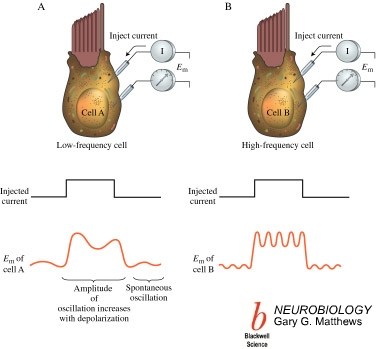 A
B
Inject current
I
Em
Cell A
Low-frequency cell
Inject current
I
Em
Cell B
High-frequency cell
Injected
current
Em of
cell A
Amplitude
of
oscillation increases
with depolarization
Spontaneous
oscillation
Injected
current
Em of
cell B
b
Blackwell
Science
NEUROBIOLOGY
Gary G. Matthews